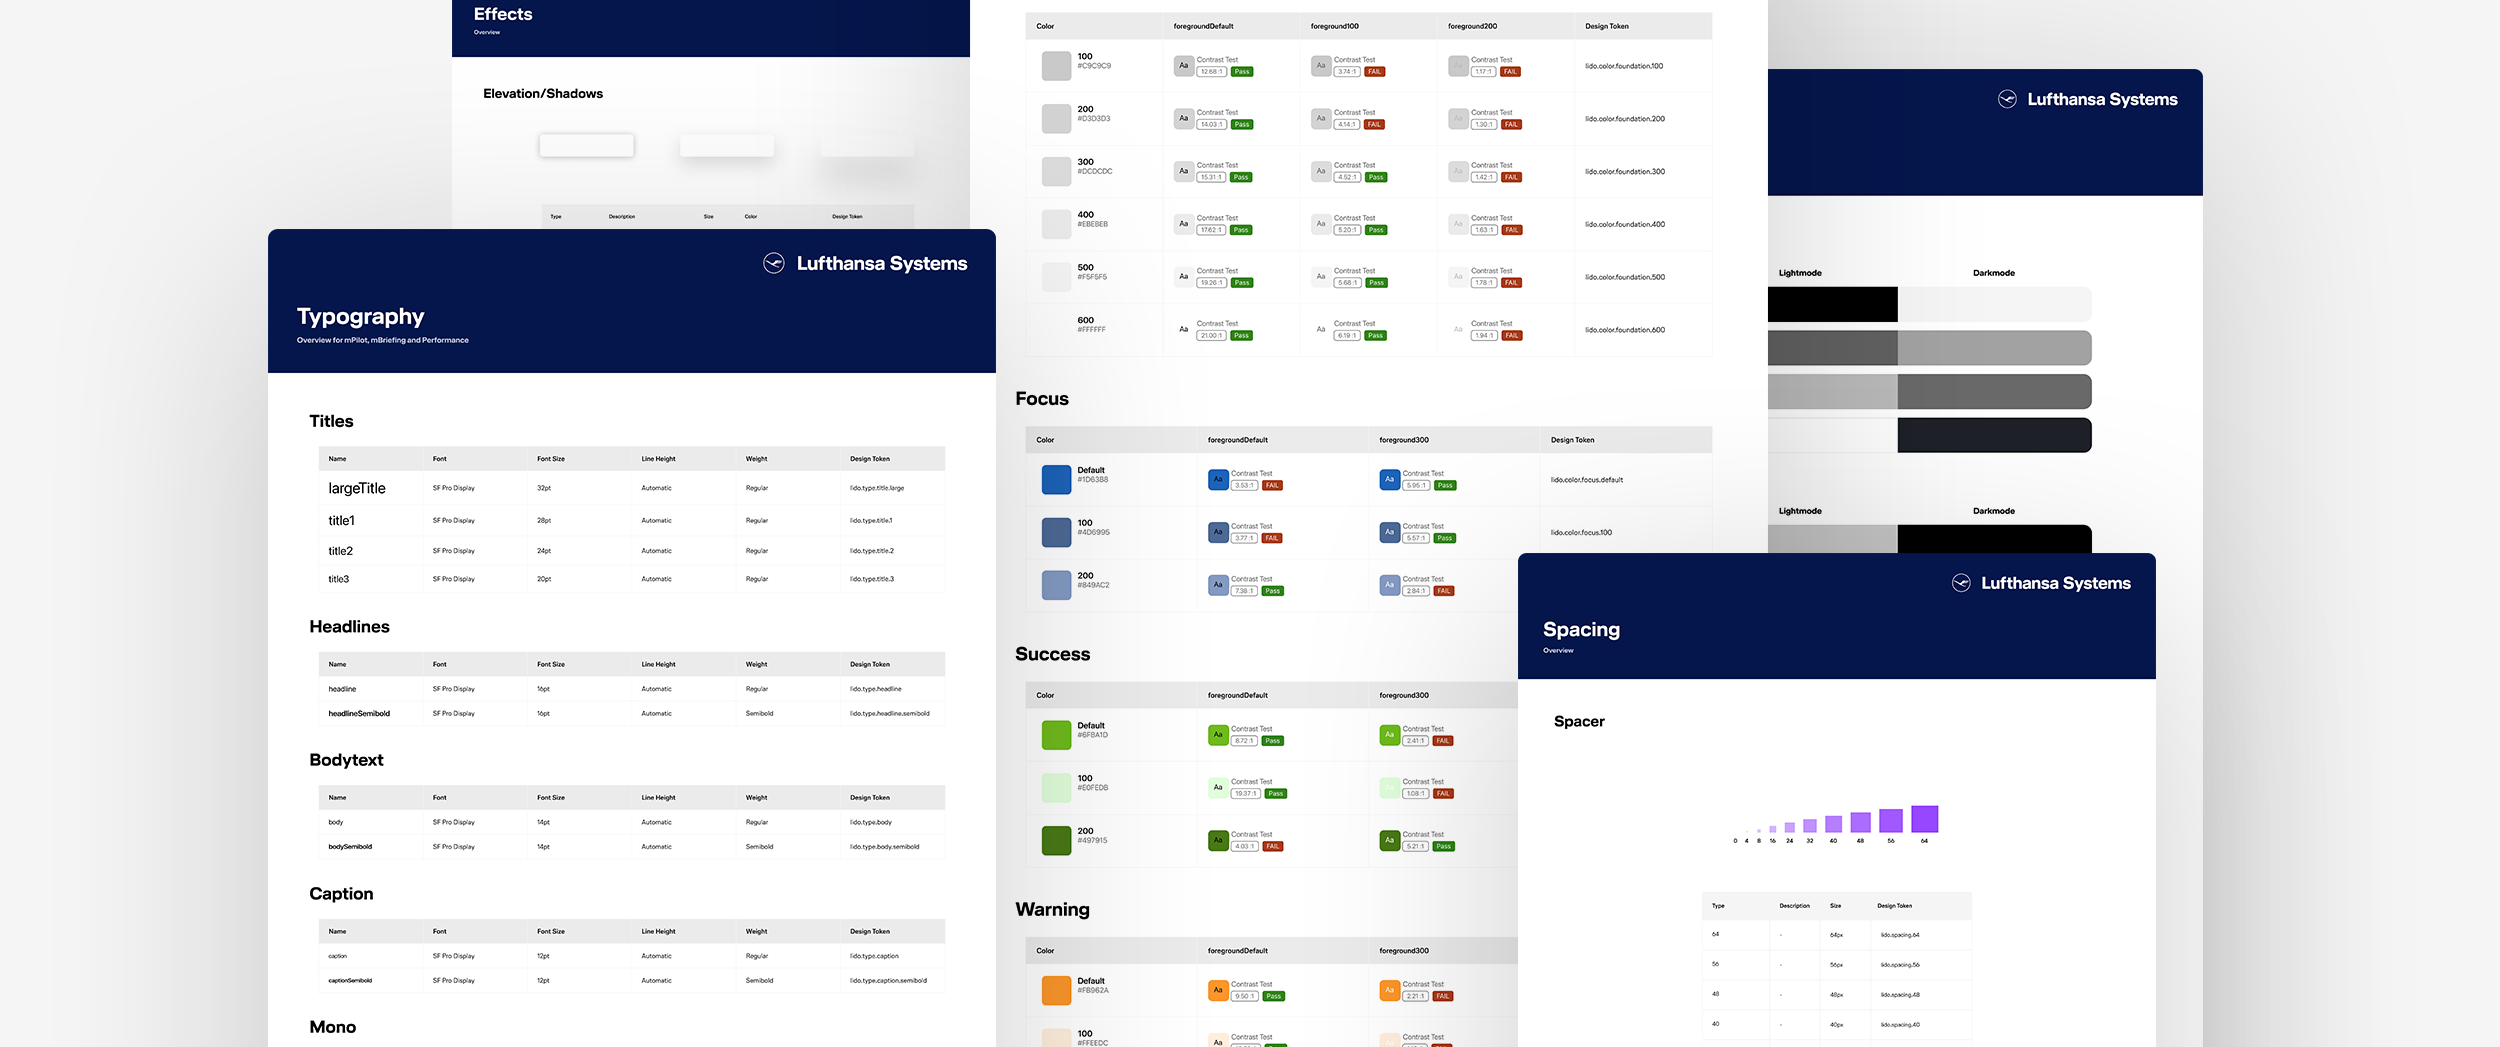 Effects
Overview
Elevation/Shadows
Type Description Size Color Design Token
Lufthansa Systems
Typography
Overview for mPilot, mBriefing and Performance
Titles
Name Font Font Size Line Height Weight Design Token
largeTitle SF Pro Display 32pt Automatic Regular lido.type.title.large
title1 SF Pro Display 28pt Automatic Regular lido.type.title.1
title2 SF Pro Display 24pt Automatic Regular lido.type.title.2
title3 SF Pro Display 20pt Automatic Regular lido.type.title.3
Headlines
Name Font Font Size Line Height Weight Design Token
headline SF Pro Display 16pt Automatic Regular lido.type.headline
headlineSemibold SF Pro Display 16pt Automatic Semibold lido.type.headline.semibold
Bodytext
Name Font Font Size Line Height Weight Design Token
body SF Pro Display 14pt Automatic Regular lido.type.body
bodySemibold SF Pro Display 14pt Automatic Semibold lido.type.body.semibold
Caption
Name Font Font Size Line Height Weight Design Token
caption SF Pro Display 12pt Automatic Regular lido.type.caption
captionSemibold SF Pro Display 12pt Automatic Semibold lido.type.caption.semibold
Mono
Color foregroundDefault foreground100 foreground200 Design Token
100 Contrast Test Contrast Test Contrast Test
#C9C9C9 Aa 12.68:1 Pass Aa 3.74:1 FAIL Aa 1.17:1 FAIL lido.color.foundation.100
200 Contrast Test Contrast Test Contrast Test
#D3D3D3 Aa 14.03:1 Pass Aa 4.14:1 FAIL Aa 1.30:1 FAIL lido.color.foundation.200
300 Contrast Test Contrast Test Contrast Test
#DCDCDC Aa 15.31:1 Pass Aa 4.52:1 Pass Aa 1.42:1 FAIL lido.color.foundation.300
400 Contrast Test Contrast Test Contrast Test
#EBEBEB Aa 17.62:1 Pass Aa 5.20:1 Pass Aa 1.63:1 FAIL lido.color.foundation.400
500 Contrast Test Contrast Test Contrast Test
#F5F5F5 Aa 19.26:1 Pass Aa 5.68:1 Pass Aa 1.78:1 FAIL lido.color.foundation.500
600 Contrast Test Contrast Test Contrast Test
#FFFFFF Aa 21.00:1 Pass Aa 6.19:1 Pass Aa 1.94:1 FAIL lido.color.foundation.600
Focus
Color foregroundDefault foreground300 Design Token
Default Contrast Test Contrast Test
#1D63B8 Aa 3.53:1 FAIL Aa 5.95:1 Pass lido.color.focus.default
100 Contrast Test Contrast Test
#4D6995 Aa 3.77:1 FAIL Aa 5.57:1 Pass lido.color.focus.100
200 Contrast Test Contrast Test
#849AC2 Aa 7.38:1 Pass Aa 2.84:1 FAIL
Success
Color foregroundDefault foreground300
Default Contrast Test Contrast Test
#6FBA1D Aa 8.72:1 Pass Aa 2.41:1 FAIL
100 Contrast Test Contrast Test
#E0FEDB Aa 19.37:1 Pass 1.08:1 FAIL
200 Contrast Test Contrast Test
#497915 Aa 4.03:1 FAIL Aa 5.21:1 Pass
Warning
Color foregroundDefault foreground300
Default Contrast Test Contrast Test
#FB962A Aa 9.50:1 Pass Aa 2.21:1 FAIL
100 Contrast Test Contrast Test
#FFEEDC Aa
Lufthansa Systems
Lightmode Darkmode
Lightmode Darkmode
Lufthansa Systems
Spacing
Overview
Spacer
0 4 8 16 24 32 40 48 56 64
Type Description Size Design Token
64 - 64px lido.spacing.64
56 - 56px lido.spacing.56
48 - 48px lido.spacing.48
40 - 40px lido.spacing.40